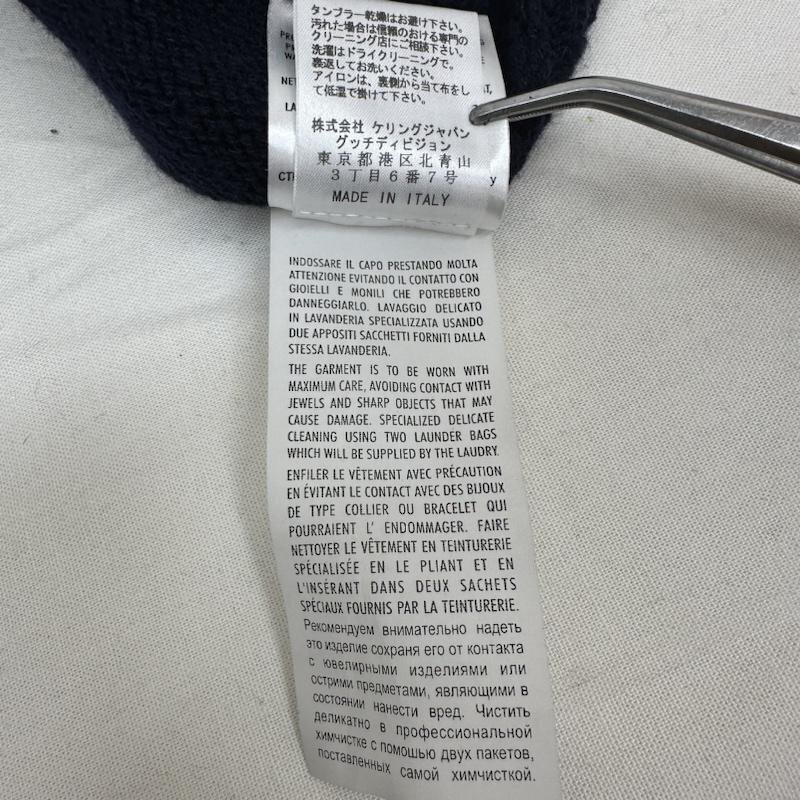 タンブラー乾燥はお避け下さい。
汚れた場合は信頼のおける専門の
クリーニング店にご相談下さい。
洗濯はドライクリーニングで。
裏返してお洗いください。
アイロンは、裏側から当て布をし
て低温で掛けて下さい。
株式会社 ケリングジャパン
グッチディビジョン
東京都港区北青山
3丁目6番7号
MADE IN ITALY
INDOSSARE IL CAPO PRESTANDO MOLTA
ATTENZIONE EVITANDO IL CONTATTO CON
GIOIELLI E MONILI CHE POTREBBERO
DANNEGGIARLO. LAVAGGIO DELICATO
IN LAVANDERIA SPECIALIZZATA USANDO
DUE APPOSITI SACCHETTI FORNITI DALLA
STESSA LAVANDERIA.
THE GARMENT IS TO BE WORN WITH
MAXIMUM CARE, AVOIDING CONTACT WITH
JEWELS AND SHARP OBJECTS THAT MAY
CAUSE DAMAGE. SPECIALIZED DELICATE
CLEANING USING TWO LAUNDER BAGS
WHICH WILL BE SUPPLIED BY THE LAUDRY.
ENFILER LE VÊTEMENT AVEC PRÉCAUTION
EN ÉVITANT LE CONTACT AVEC DES BIJOUX
DE TYPE COLLIER OU BRACELET QUI
POURRAIENT L' ENDOMMAGER. FAIRE
NETTOYER LE VÊTEMENT EN TEINTURERIE
SPÉCIALISÉE EN LE PLIANT ET EN
L'INSÉRANT DANS DEUX SACHETS
SPÉCIAUX FOURNIS PAR LA TEINTURERIE.
Рекомендуем внимательно надеть
это изделие сохраня его от контакта
с ювелирными изделиями или
острими предметами, являющими в
состоянии нанести вред. Чистить
деликатно в профессиональной
химчистке с помощью двух пакетов,
поставленных самой химчисткой.